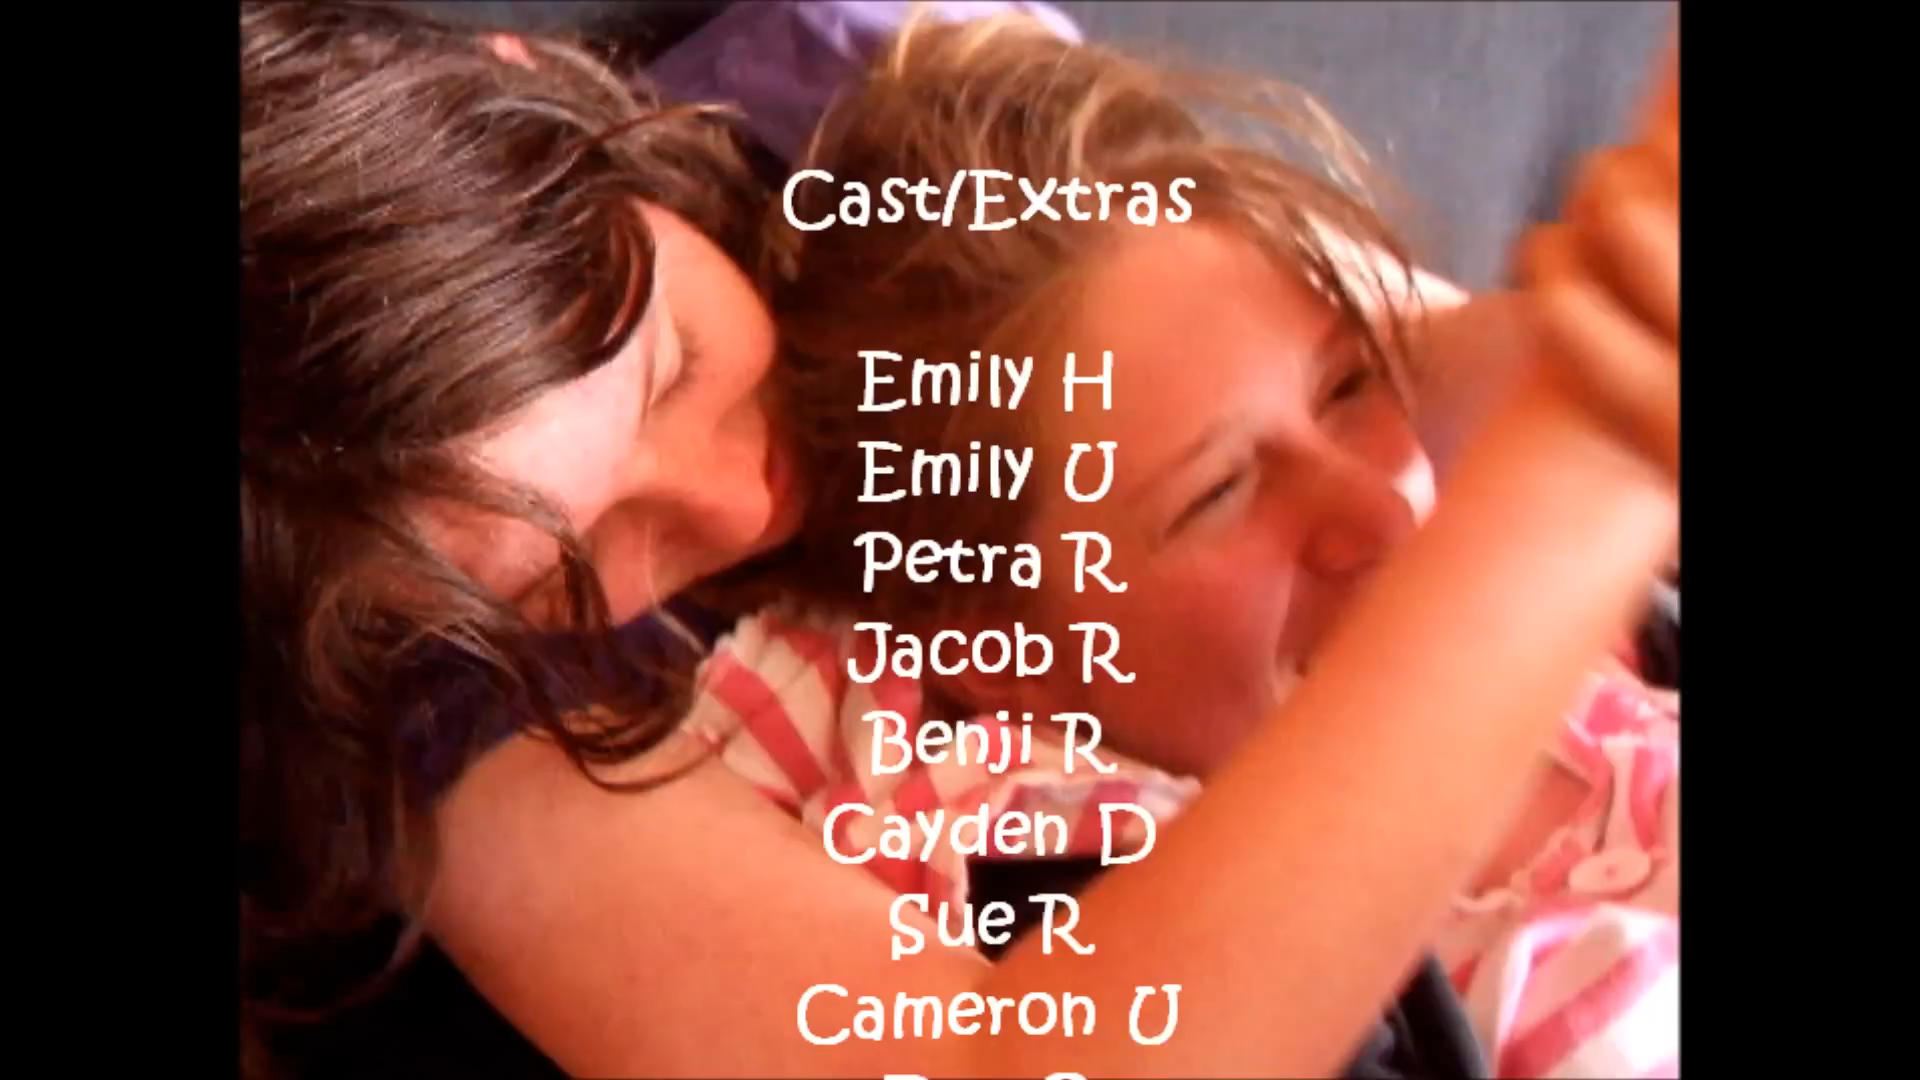 Cast/Extras
Emily H
Emily U
Petra R
Jacob R
Benji R
Cayden D
Sue R
Cameron U